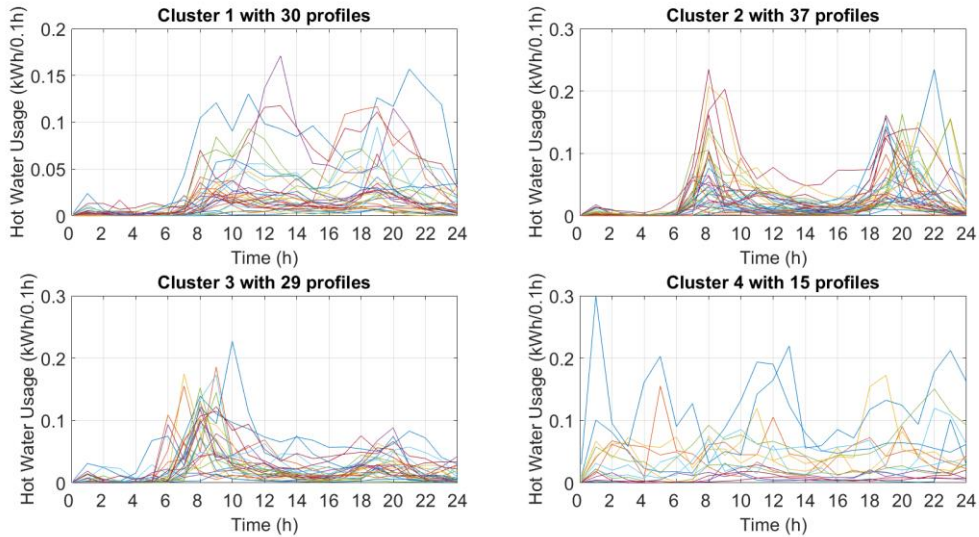 Cluster 1 with 30 profiles
Hot Water Usage (kWh/0.1h)
0.2
0.15
0.1
0.05
0
0 2 4 6 8 10 12 14 16 18 20 22 24
Time (h)
Cluster 2 with 37 profiles
Hot Water Usage (kWh/0.1h)
0.3
0.2
0.1
0
0 2 4 6 8 10 12 14 16 18 20 22 24
Time (h)
Cluster 3 with 29 profiles
Hot Water Usage (kWh/0.1h)
0.3
0.2
0.1
0
0 2 4 6 8 10 12 14 16 18 20 22 24
Time (h)
Cluster 4 with 15 profiles
Hot Water Usage (kWh/0.1h)
0.3
0.2
0.1
0
0 2 4 6 8 10 12 14 16 18 20 22 24
Time (h)